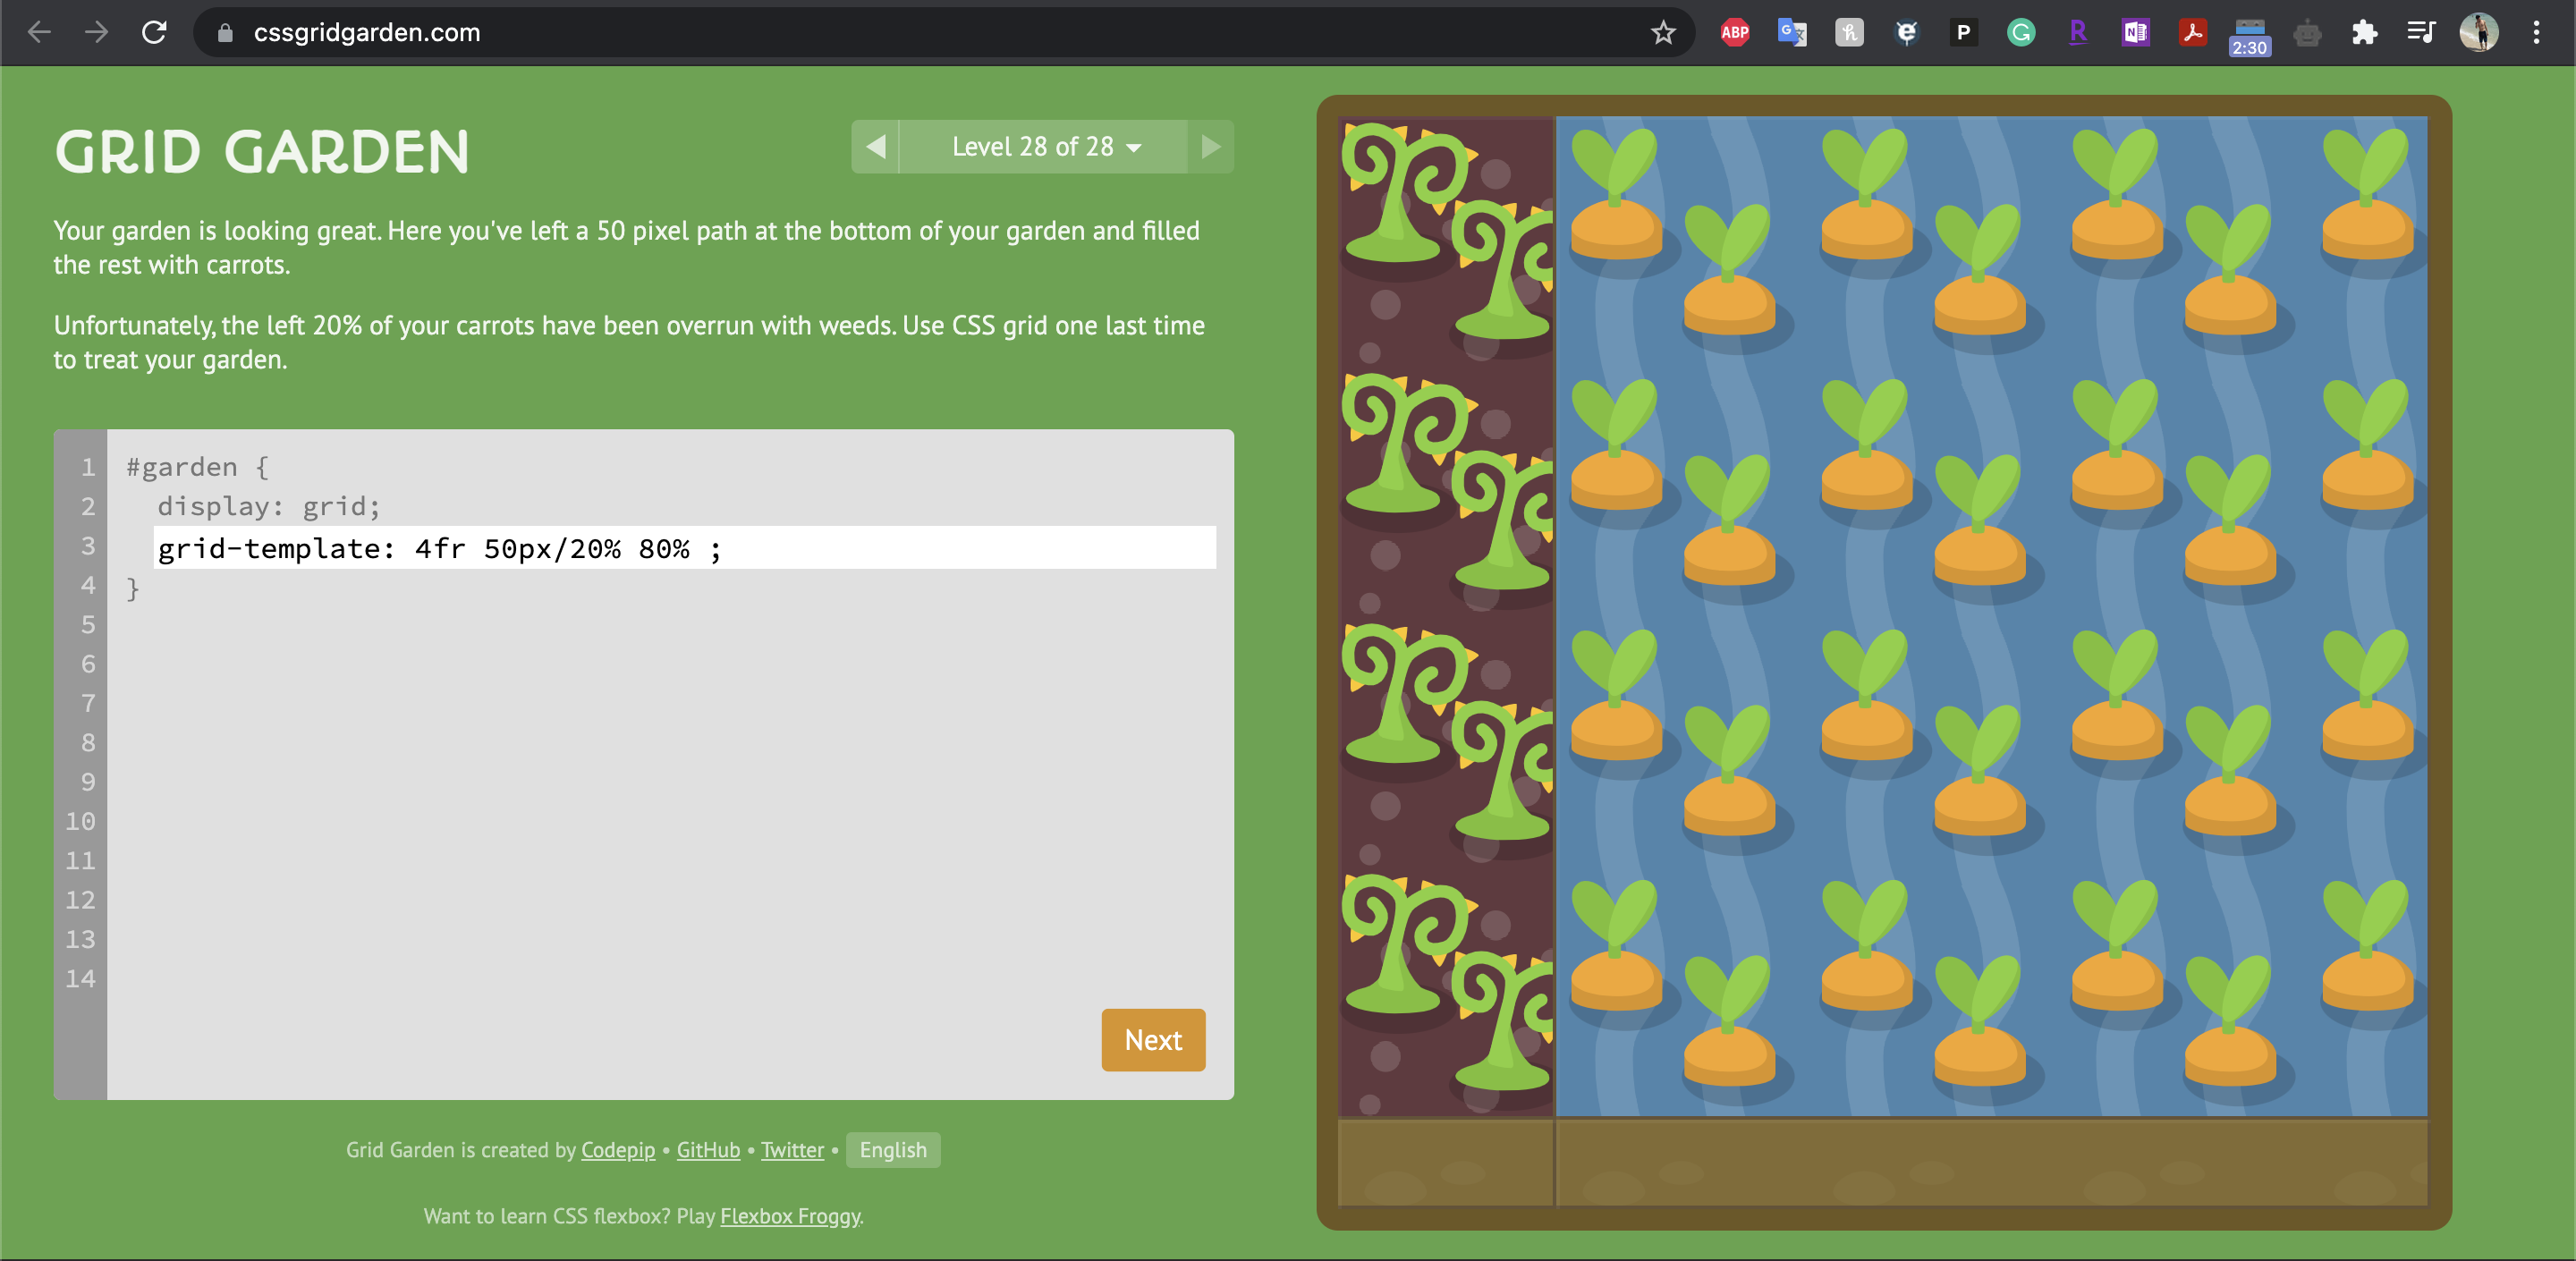 cssgridgarden.com
ABP
G
h
e
P
G
R
N
2:30
GRID GARDEN
Level 28 of 28
Your garden is looking great. Here you've left a 50 pixel path at the bottom of your garden and filled
the rest with carrots.
Unfortunately, the left 20% of your carrots have been overrun with weeds. Use CSS grid one last time
to treat your garden.
1 #garden {
2 display: grid;
3 grid-template: 4fr 50px/20% 80% ;
4 }
5
6
7
8
9
10
11
12
13
14
Next
Grid Garden is created by Codepip • GitHub • Twitter • English
Want to learn CSS flexbox? Play Flexbox Froggy.